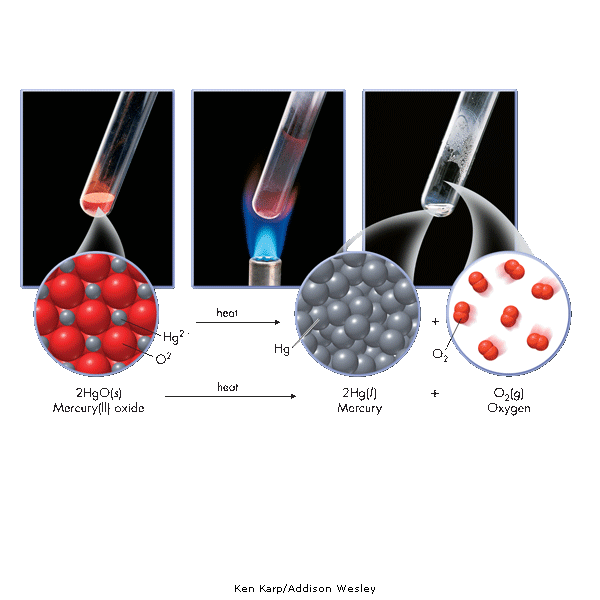 heat
Hg2·
O2
Hg
+
O2
2HgO(s)
Mercury(II) oxide
heat
2Hg(l)
Mercury
+
O2(g)
Oxygen
Ken Karp/Addison Wesley